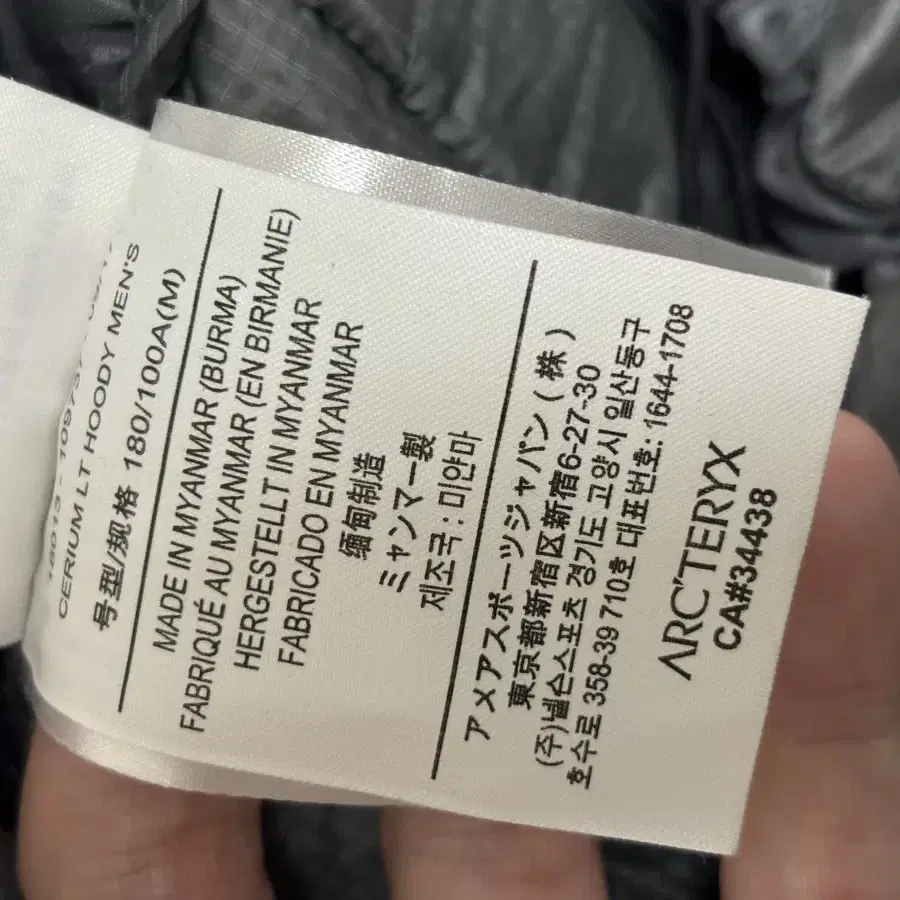 CERIUM LT HOODY MEN'S
号型/规格 180/100A(M)
MADE IN MYANMAR (BURMA)
FABRIQUÉ AU MYANMAR (EN BIRMANIE)
HERGESTELLT IN MYANMAR
FABRICADO EN MYANMAR
缅甸制造
ミャンマー製
제조국 : 미얀마
アメアスポーツジャパン (株)
東京都新宿区新宿6-27-30
(주)넬슨스포츠 경기도 고양시 일산동구
호수로 358-39 710호 대표번호: 1644-1708
ARC'TERYX
CA#34438